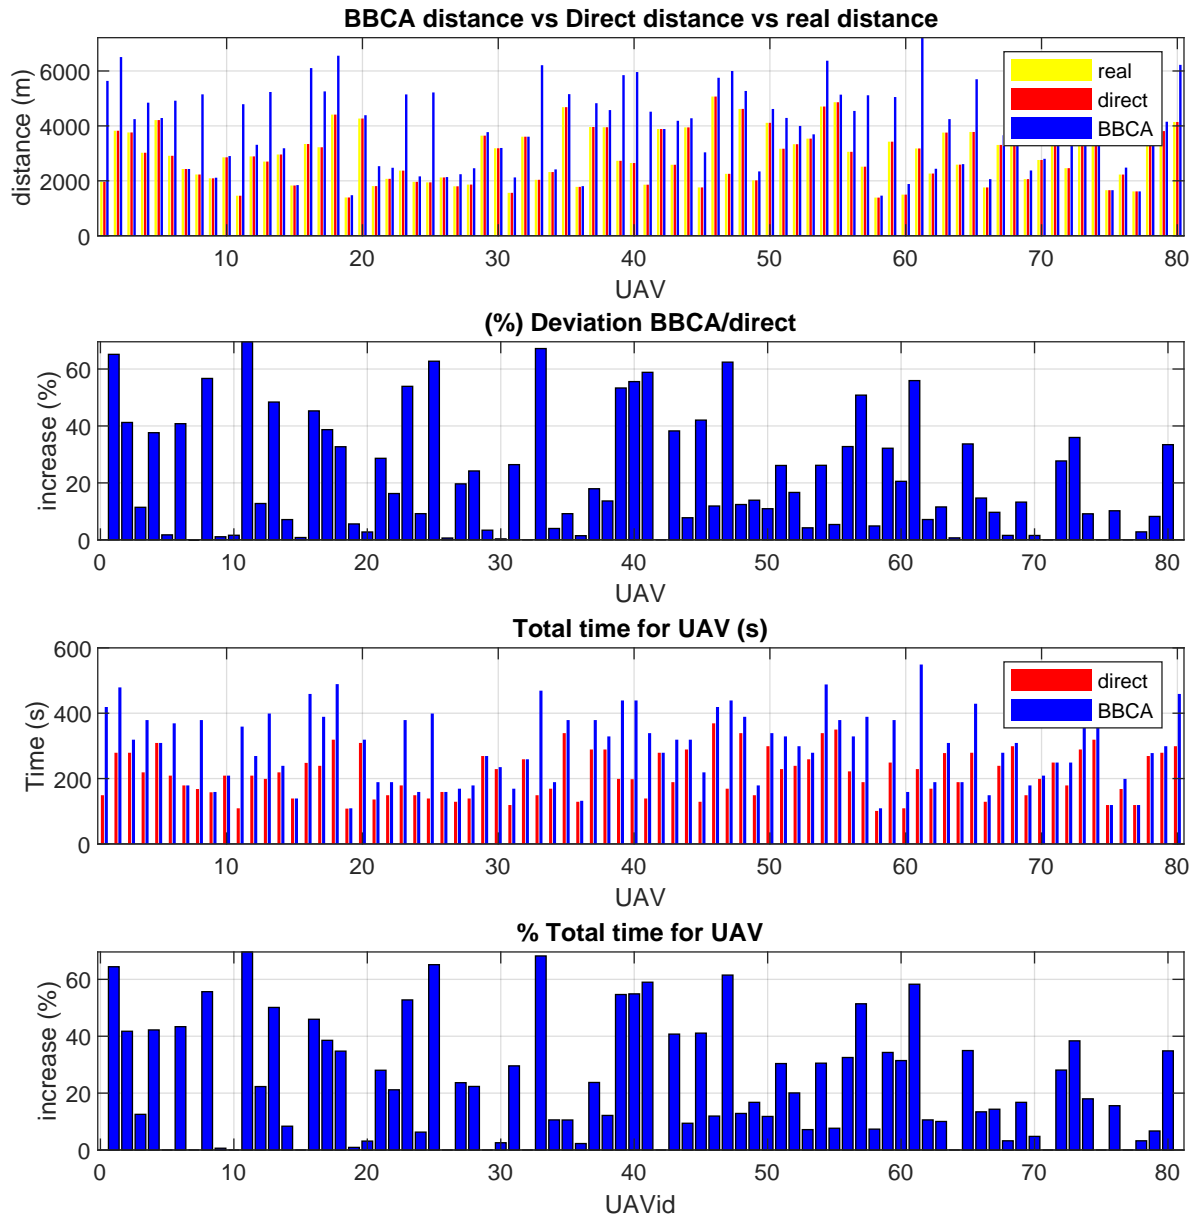 BBCA distance vs Direct distance vs real distance
6000
4000
2000
0
distance (m)
real
direct
BBCA
10 20 30 40 50 60 70 80
UAV
(%) Deviation BBCA/direct
60
40
20
0
increase (%)
0 10 20 30 40 50 60 70 80
UAV
Total time for UAV (s)
600
400
200
0
Time (s)
direct
BBCA
10 20 30 40 50 60 70 80
UAV
% Total time for UAV
60
40
20
0
increase (%)
0 10 20 30 40 50 60 70 80
UAVid